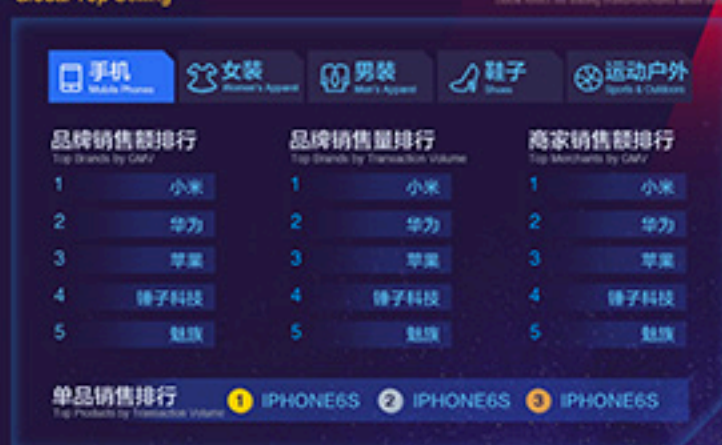 Global Top Selling
手机 女装 男装 鞋子 运动户外
Mobile Phones Women's Apparel Men's Apparel Shoes Sports & Outdoors
品牌销售额排行 品牌销售量排行 商家销售额排行
Top Brands by GMV Top Brands by Transaction Volume Top Merchants by GMV
1 小米 1 小米 1 小米
2 华为 2 华为 2 华为
3 苹果 3 苹果 3 苹果
4 锤子科技 4 锤子科技 4 锤子科技
5 魅族 5 魅族 5 魅族
单品销售排行 1 IPHONE6S 2 IPHONE6S 3 IPHONE6S
Top Products by Transaction Volume